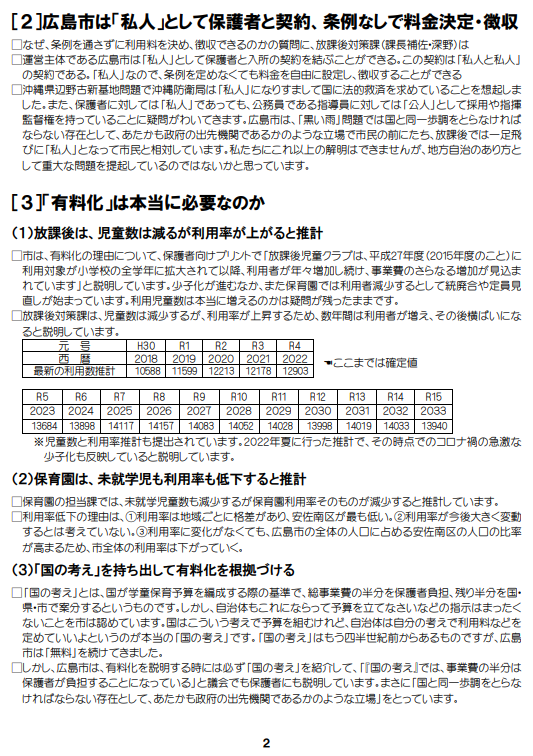 ［２］広島市は「私人」として保護者と契約、条例なしで料金決定・徴収
□なぜ、条例を通さずに利用料を決め、徴収できるのかの質問に、放課後対策課（課長補佐・深野）は
□運営主体である広島市は「私人」として保護者と入所の契約を結ぶことができる。この契約は「私人と私人」
の契約である。「私人」なので、条例を定めなくても料金を自由に設定し、徴収することができる
□沖縄県辺野古新基地問題で沖縄防衛局は「私人」になりすまして国に法的救済を求めていることを想起しま
した。また、保護者に対しては「私人」であっても、公務員である指導員に対しては「公人」として採用や指揮
監督権を持っていることに疑問がわいてきます。広島市は、「黒い雨」問題では国と同一歩調をとらなければ
ならない存在として、あたかも政府の出先機関であるかのような立場で市民の前にたち、放課後では一足飛
びに「私人」となって市民と相対しています。私たちにこれ以上の解明はできませんが、地方自治のあり方と
して重大な問題を提起しているのではないかと思っています。
［３］「有料化」は本当に必要なのか
（１）放課後は、児童数は減るが利用率が上がると推計
□市は、有料化の理由について、保護者向けプリントで「放課後児童クラブは、平成27年度（2015年度のこと）に
利用対象が小学校の全学年に拡大されて以降、利用者が年々増加し続け、事業費のさらなる増加が見込ま
れています」と説明しています。少子化が進むなか、また保育園では利用者減少するとして統廃合や定員見
直しが始まっています。利用児童数は本当に増えるのかは疑問が残ったままです。
□放課後対策課は、児童数は減少するが、利用率が上昇するため、数年間は利用者が増え、その後横ばいにな
ると説明しています。
元　号 H30 R1 R2 R3 R4
西　暦 2018 2019 2020 2021 2022
最新の利用数推計 10588 11599 12213 12178 12903
☚ここまでは確定値
R5 R6 R7 R8 R9 R10 R11 R12 R13 R14 R15
2023 2024 2025 2026 2027 2028 2029 2030 2031 2032 2033
13684 13898 14117 14157 14083 14052 14028 13998 14019 14033 13940
※児童数と利用率推計も提出されています。2022年夏に行った推計で、その時点でのコロナ禍の急激な
少子化も反映していると説明しています。
（２）保育園は、未就学児も利用率も低下すると推計
□保育園の担当課では、未就学児童数も減少するが保育園利用率そのものが減少すると推計しています。
□利用率低下の理由は、①利用率は地域ごとに格差があり、安佐南区が最も低い。②利用率が今後大きく変動
するとは考えていない。③利用率に変化がなくても、広島市の全体の人口に占める安佐南区の人口の比率
が高まるため、市全体の利用率は下がっていく。
（３）「国の考え」を持ち出して有料化を根拠づける
□「国の考え」とは、国が学童保育予算を編成する際の基準で、総事業費の半分を保護者負担、残り半分を国・
県・市で案分するというものです。しかし、自治体もこれにならって予算を立てなさいなどの指示はまったく
ないことを市は認めています。国はこういう考えで予算を組むけれど、自治体は自分の考えで利用料などを
定めていいよというのが本当の「国の考え」です。「国の考え」はもう四半世紀前からあるものですが、広島
市は「無料」を続けてきました。
□しかし、広島市は、有料化を説明する時には必ず「国の考え」を紹介して、「『国の考え』では、事業費の半分は
保護者が負担することになっている」と議会でも保護者にも説明しています。まさに「国と同一歩調をとらな
ければならない存在として、あたかも政府の出先機関であるかのような立場」をとっています。
2